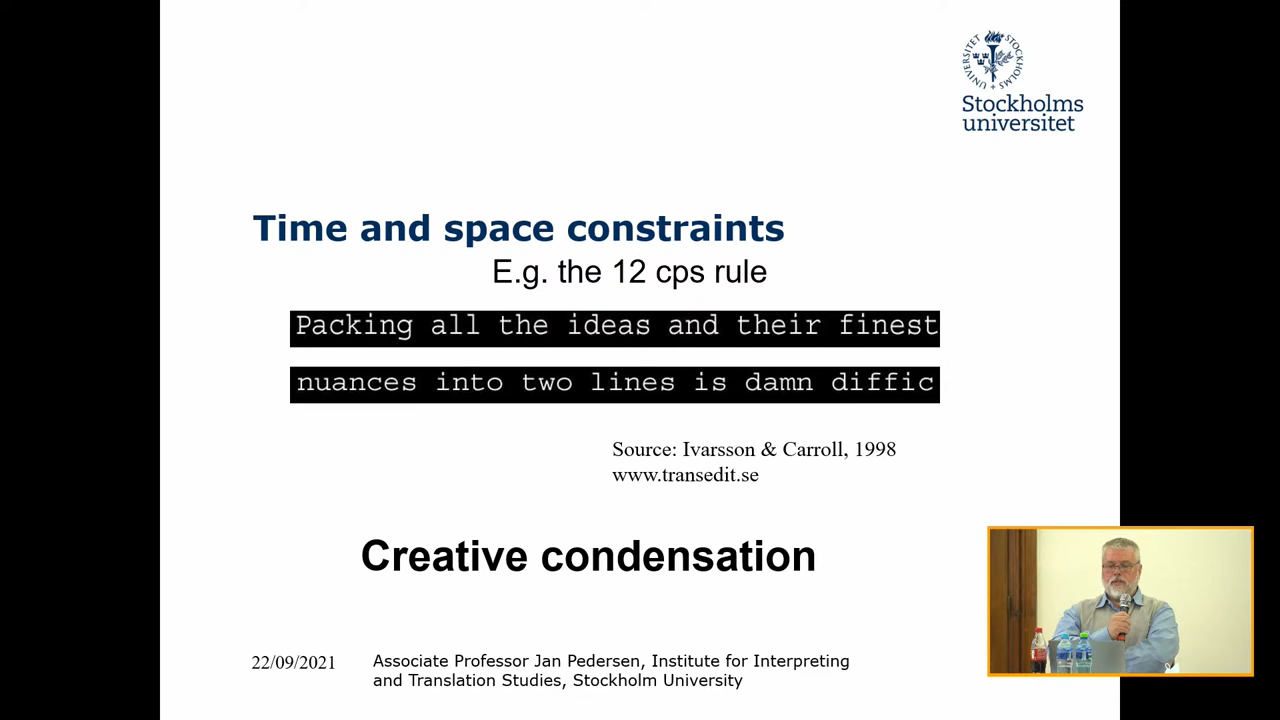 Stockholms
universitet
Time and space constraints
E.g. the 12 cps rule
Packing all the ideas and their finest
nuances into two lines is damn diffic
Source: Ivarsson & Carroll, 1998
www.transedit.se
Creative condensation
22/09/2021
Associate Professor Jan Pedersen, Institute for Interpreting
and Translation Studies, Stockholm University